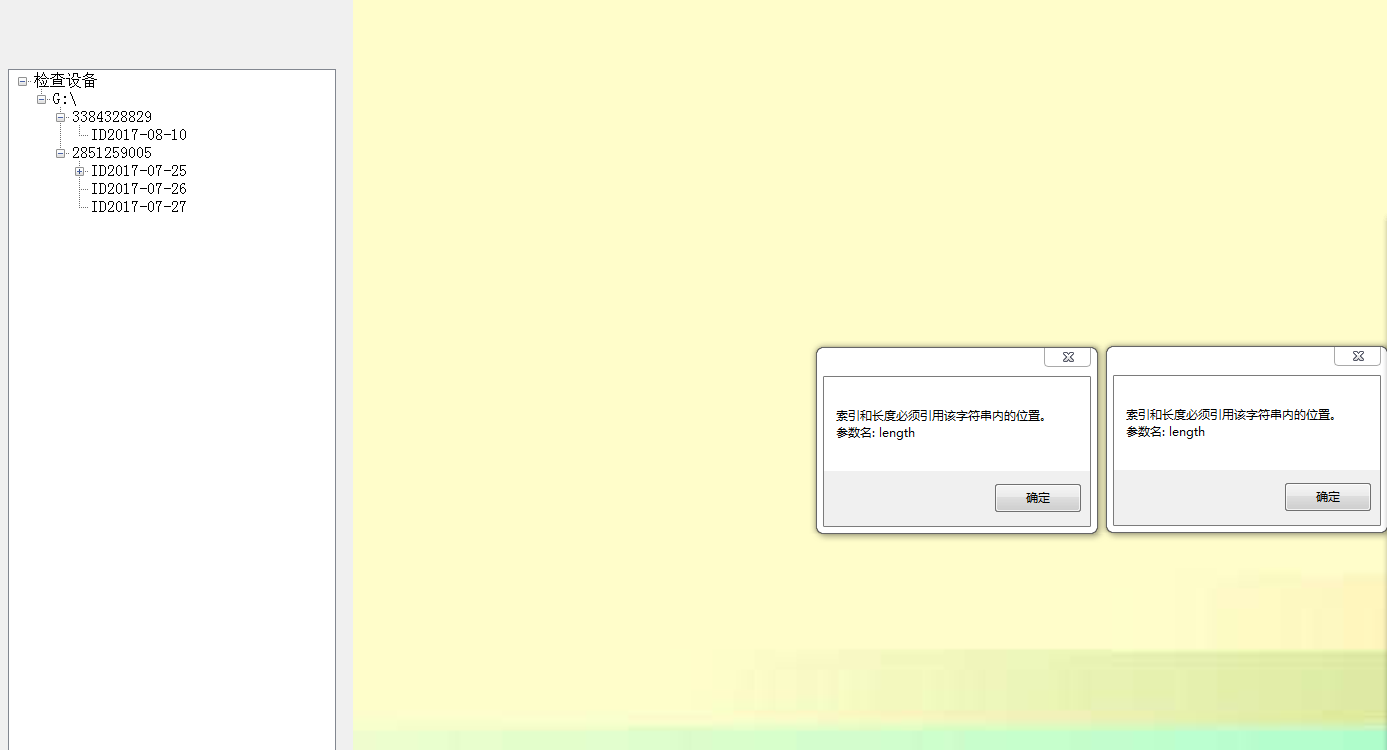 检查设备
G:\
3384328829
ID2017-08-10
2851259005
ID2017-07-25
ID2017-07-26
ID2017-07-27
索引和长度必须引用该字符串内的位置。
参数名: length
确定
索引和长度必须引用该字符串内的位置。
参数名: length
确定